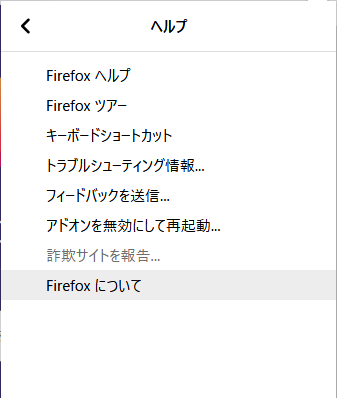 ヘルプ
Firefox ヘルプ
Firefox ツアー
キーボードショートカット
トラブルシューティング情報...
フィードバックを送信...
アドオンを無効にして再起動...
詐欺サイトを報告...
Firefox について